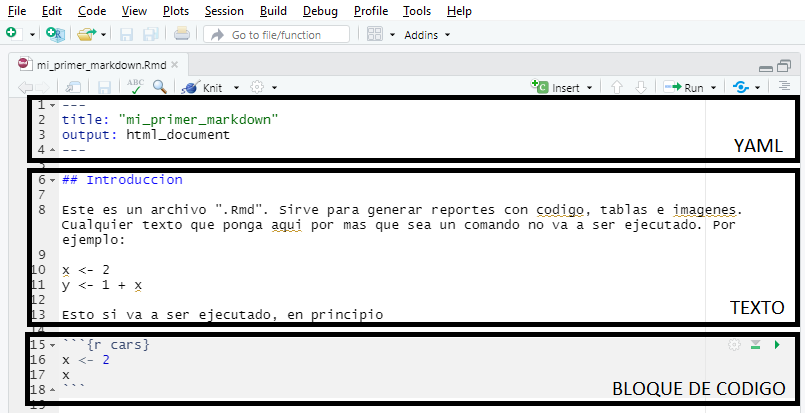 File Edit Code View Plots Session Build Debug Profile Tools Help
Go to file/function Addins
mi_primer_markdown.Rmd
ABC Knit Insert Run
1 ---
2 title: "mi_primer_markdown"
3 output: html_document
4 ---
YAML
5
6 ## Introduccion
7
8 Este es un archivo ".Rmd". Sirve para generar reportes con codigo, tablas e imagenes.
Cualquier texto que ponga aqui por mas que sea un comando no va a ser ejecutado. Por
ejemplo:
9
10 x <- 2
11 y <- 1 + x
12
13 Esto si va a ser ejecutado, en principio
TEXTO
14
15 ```{r cars}
16 x <- 2
17 x
18 ```
BLOQUE DE CODIGO
19